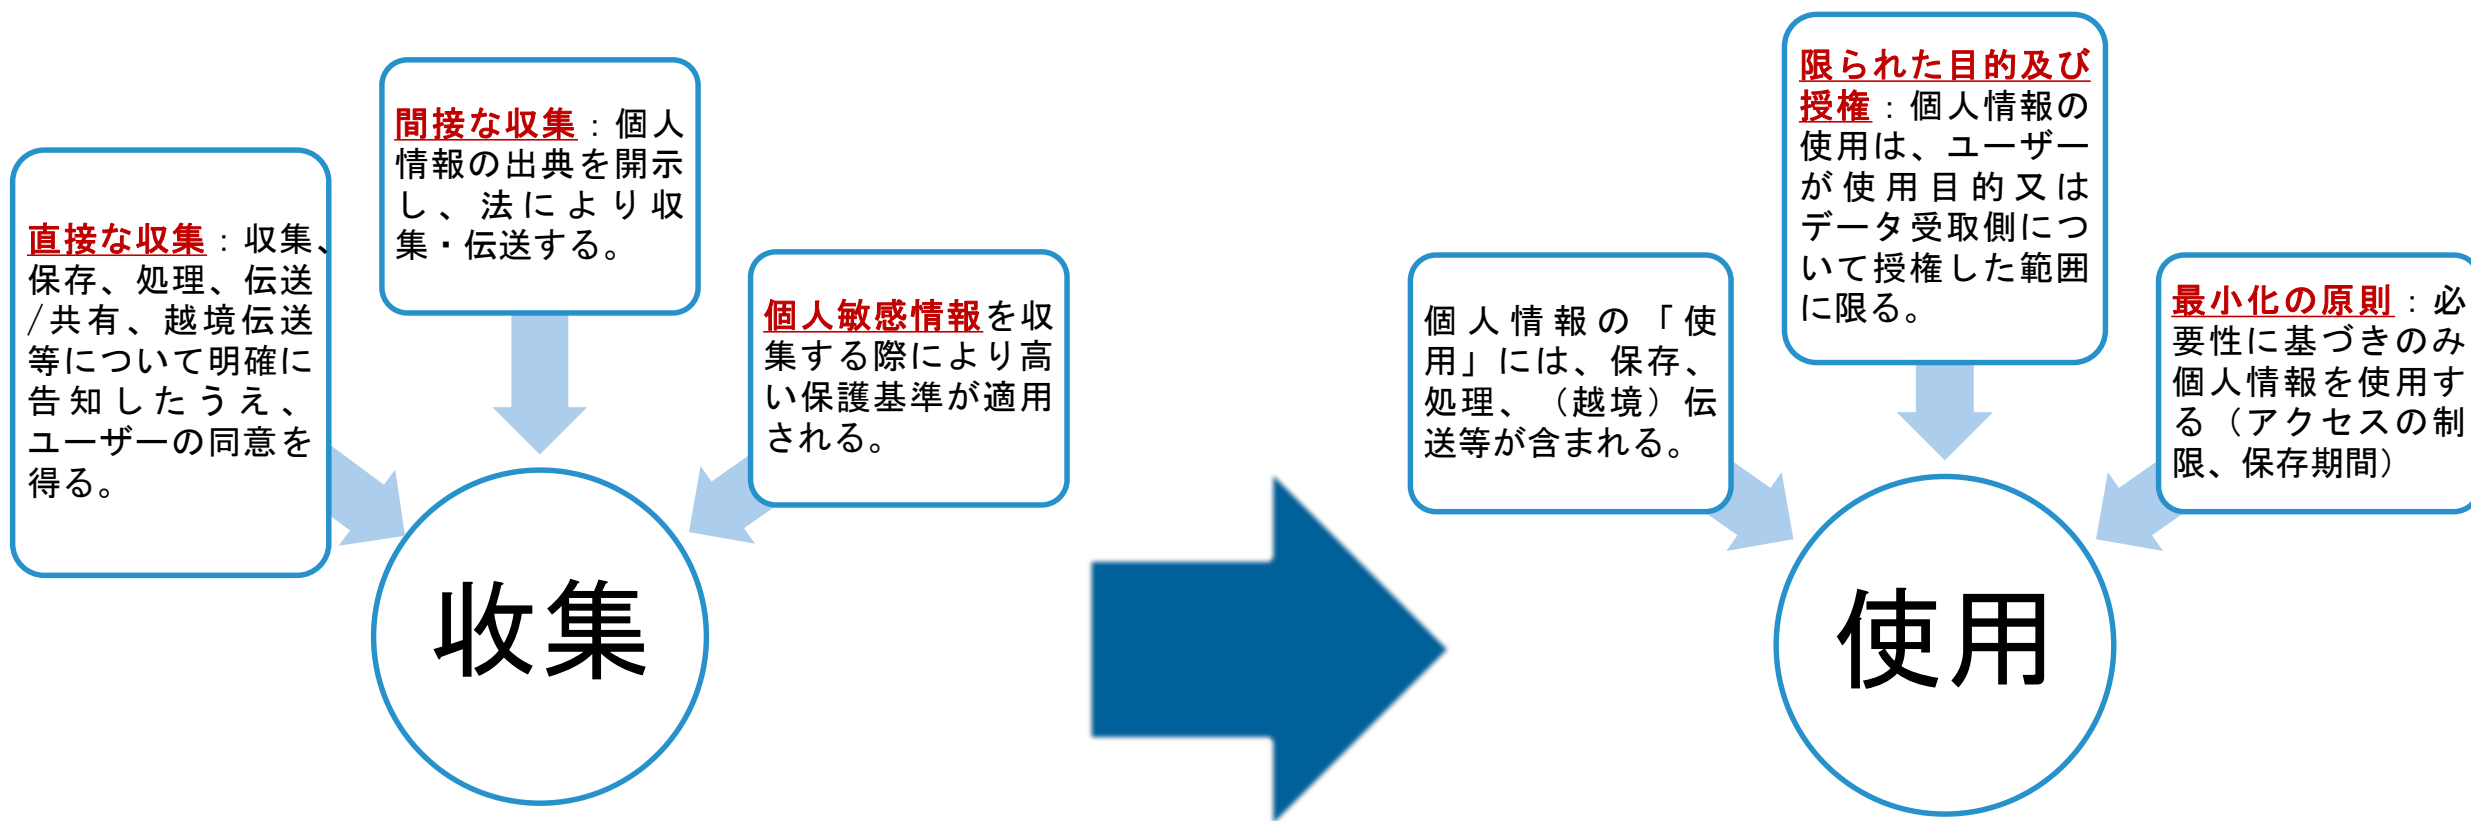 直接な収集：収集、
保存、処理、伝送
/共有、越境伝送
等について明確に
告知したうえ、
ユーザーの同意を
得る。
間接な収集：個人
情報の出典を開示
し、法により収
集・伝送する。
個人敏感情報を収
集する際により高
い保護基準が適用
される。
収集
個人情報の「使
用」には、保存、
処理、（越境）伝
送等が含まれる。
限られた目的及び
授権：個人情報の
使用は、ユーザー
が使用目的又は
データ受取側につ
いて授権した範囲
に限る。
最小化の原則：必
要性に基づきのみ
個人情報を使用す
る（アクセスの制
限、保存期間）
使用